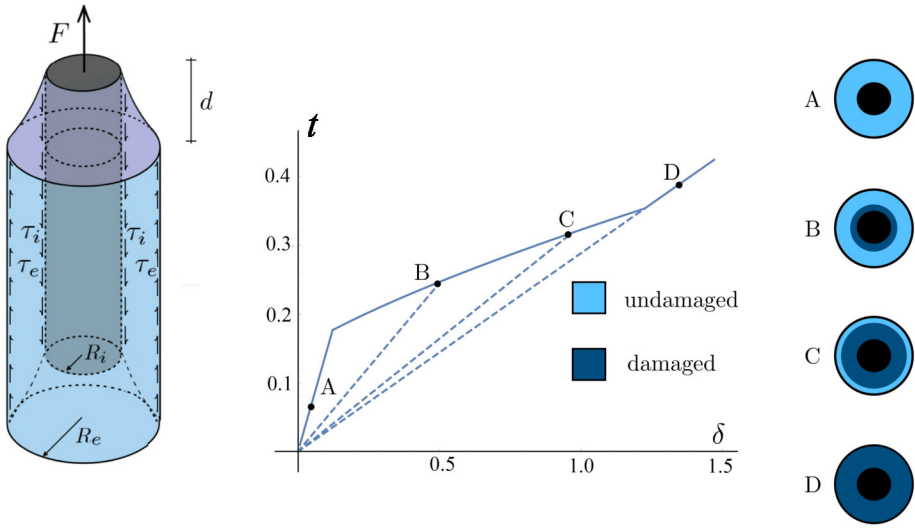 F
d
τ_i
τ_i
τ_e
τ_e
R_i
R_e
t
0.4
0.3
0.2
0.1
A
B
C
D
undamaged
damaged
δ
0.5
1.0
1.5
A
B
C
D